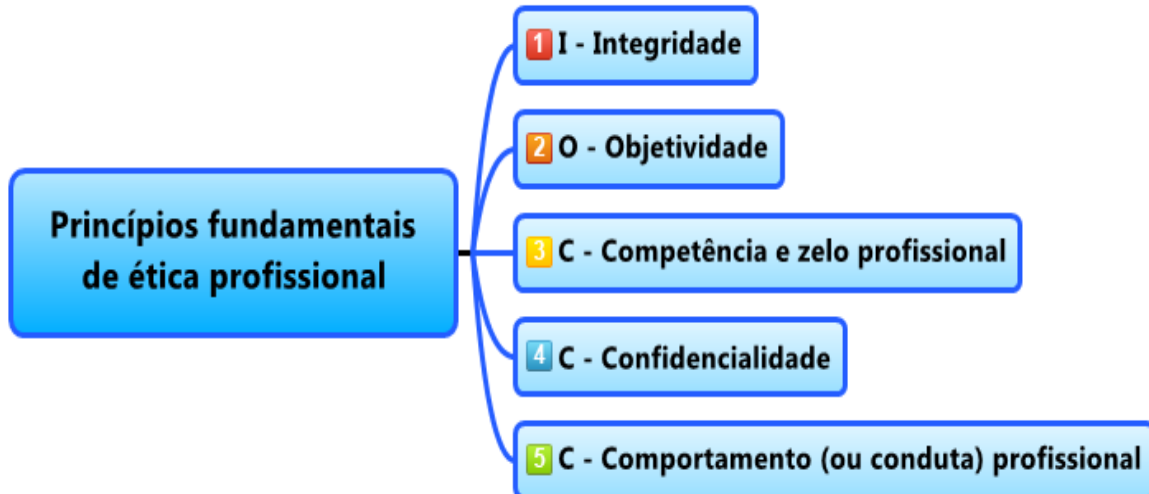 Princípios fundamentais
de ética profissional
1 I - Integridade
2 O - Objetividade
3 C - Competência e zelo profissional
4 C - Confidencialidade
5 C - Comportamento (ou conduta) profissional